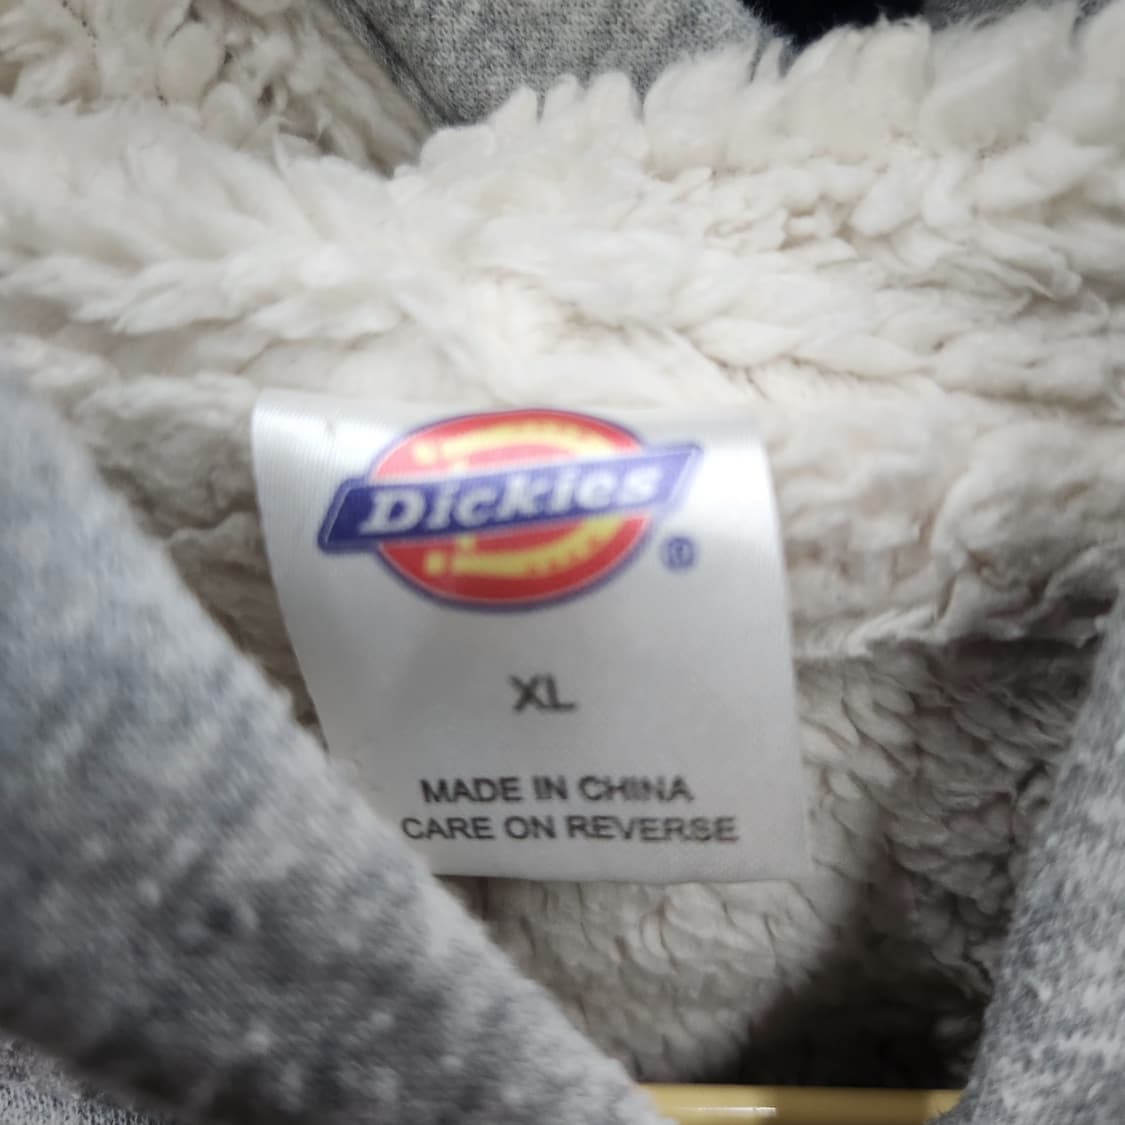 Dickies
®
XL
MADE IN CHINA
CARE ON REVERSE